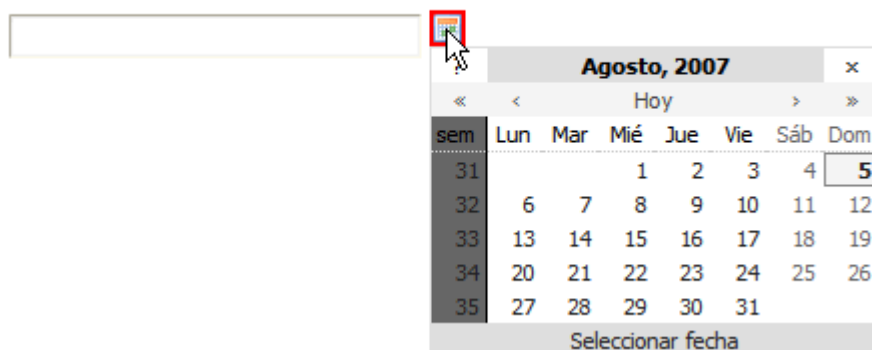 ? Agosto, 2007 ×
« ‹ Hoy › »
sem Lun Mar Mié Jue Vie Sáb Dom
31 1 2 3 4 5
32 6 7 8 9 10 11 12
33 13 14 15 16 17 18 19
34 20 21 22 23 24 25 26
35 27 28 29 30 31
Seleccionar fecha